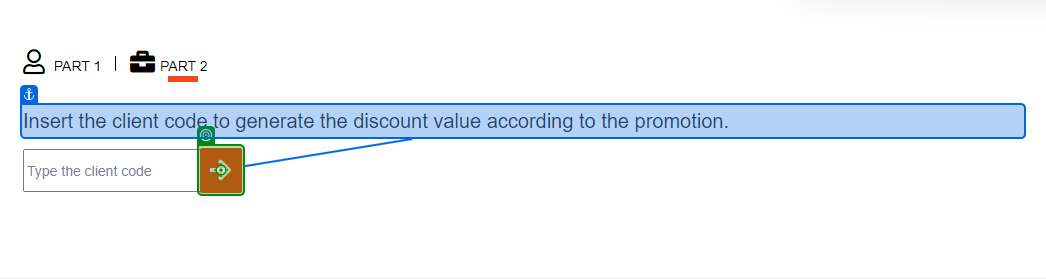 PART 1 | PART 2
Insert the client code to generate the discount value according to the promotion.
Type the client code